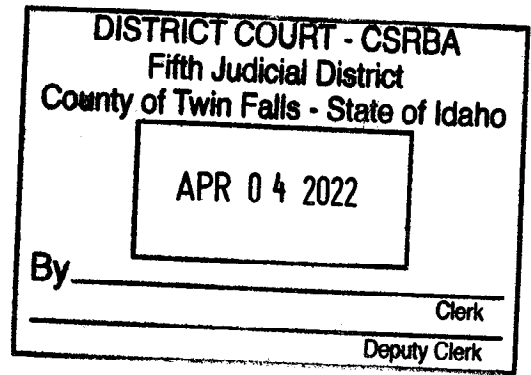 DISTRICT COURT - CSRBA
Fifth Judicial District
County of Twin Falls - State of Idaho
APR 04 2022
By
Clerk
Deputy Clerk